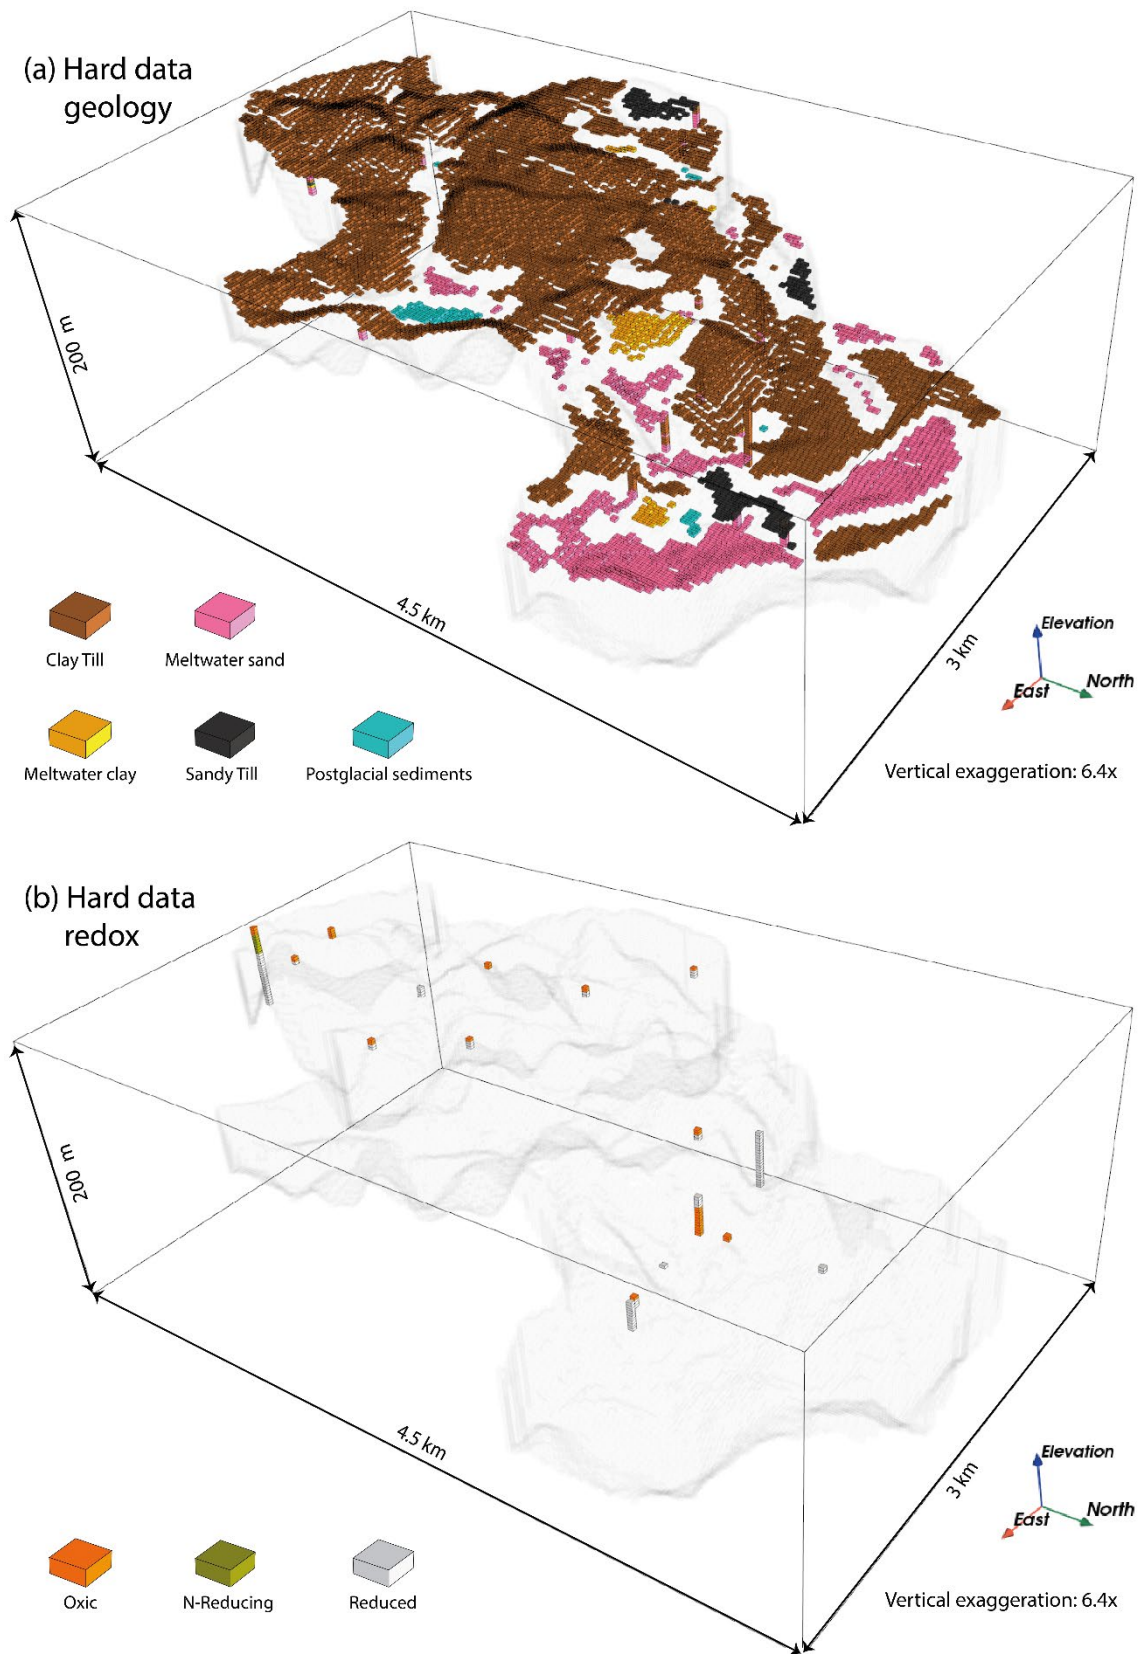 (a) Hard data
geology
200 m
4.5 km
3 km
Elevation
East
North
Clay Till
Meltwater sand
Meltwater clay
Sandy Till
Postglacial sediments
Vertical exaggeration: 6.4x
(b) Hard data
redox
200 m
4.5 km
3 km
Elevation
East
North
Oxic
N-Reducing
Reduced
Vertical exaggeration: 6.4x